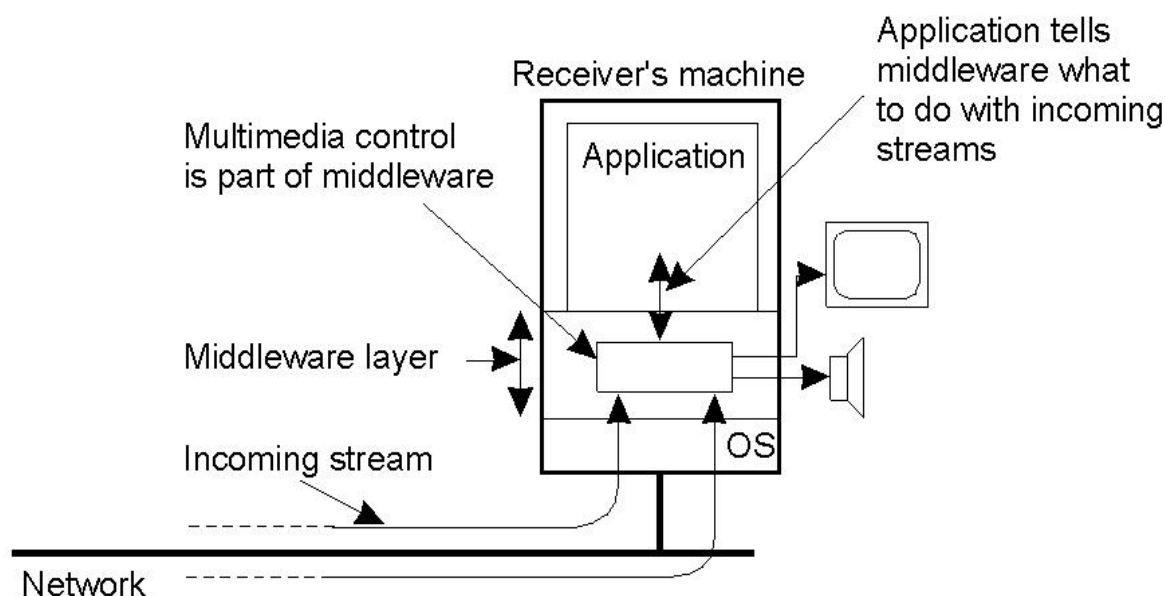 Application tells
middleware what
to do with incoming
streams
Receiver's machine
Multimedia control
is part of middleware
Application
Middleware layer
OS
Incoming stream
Network